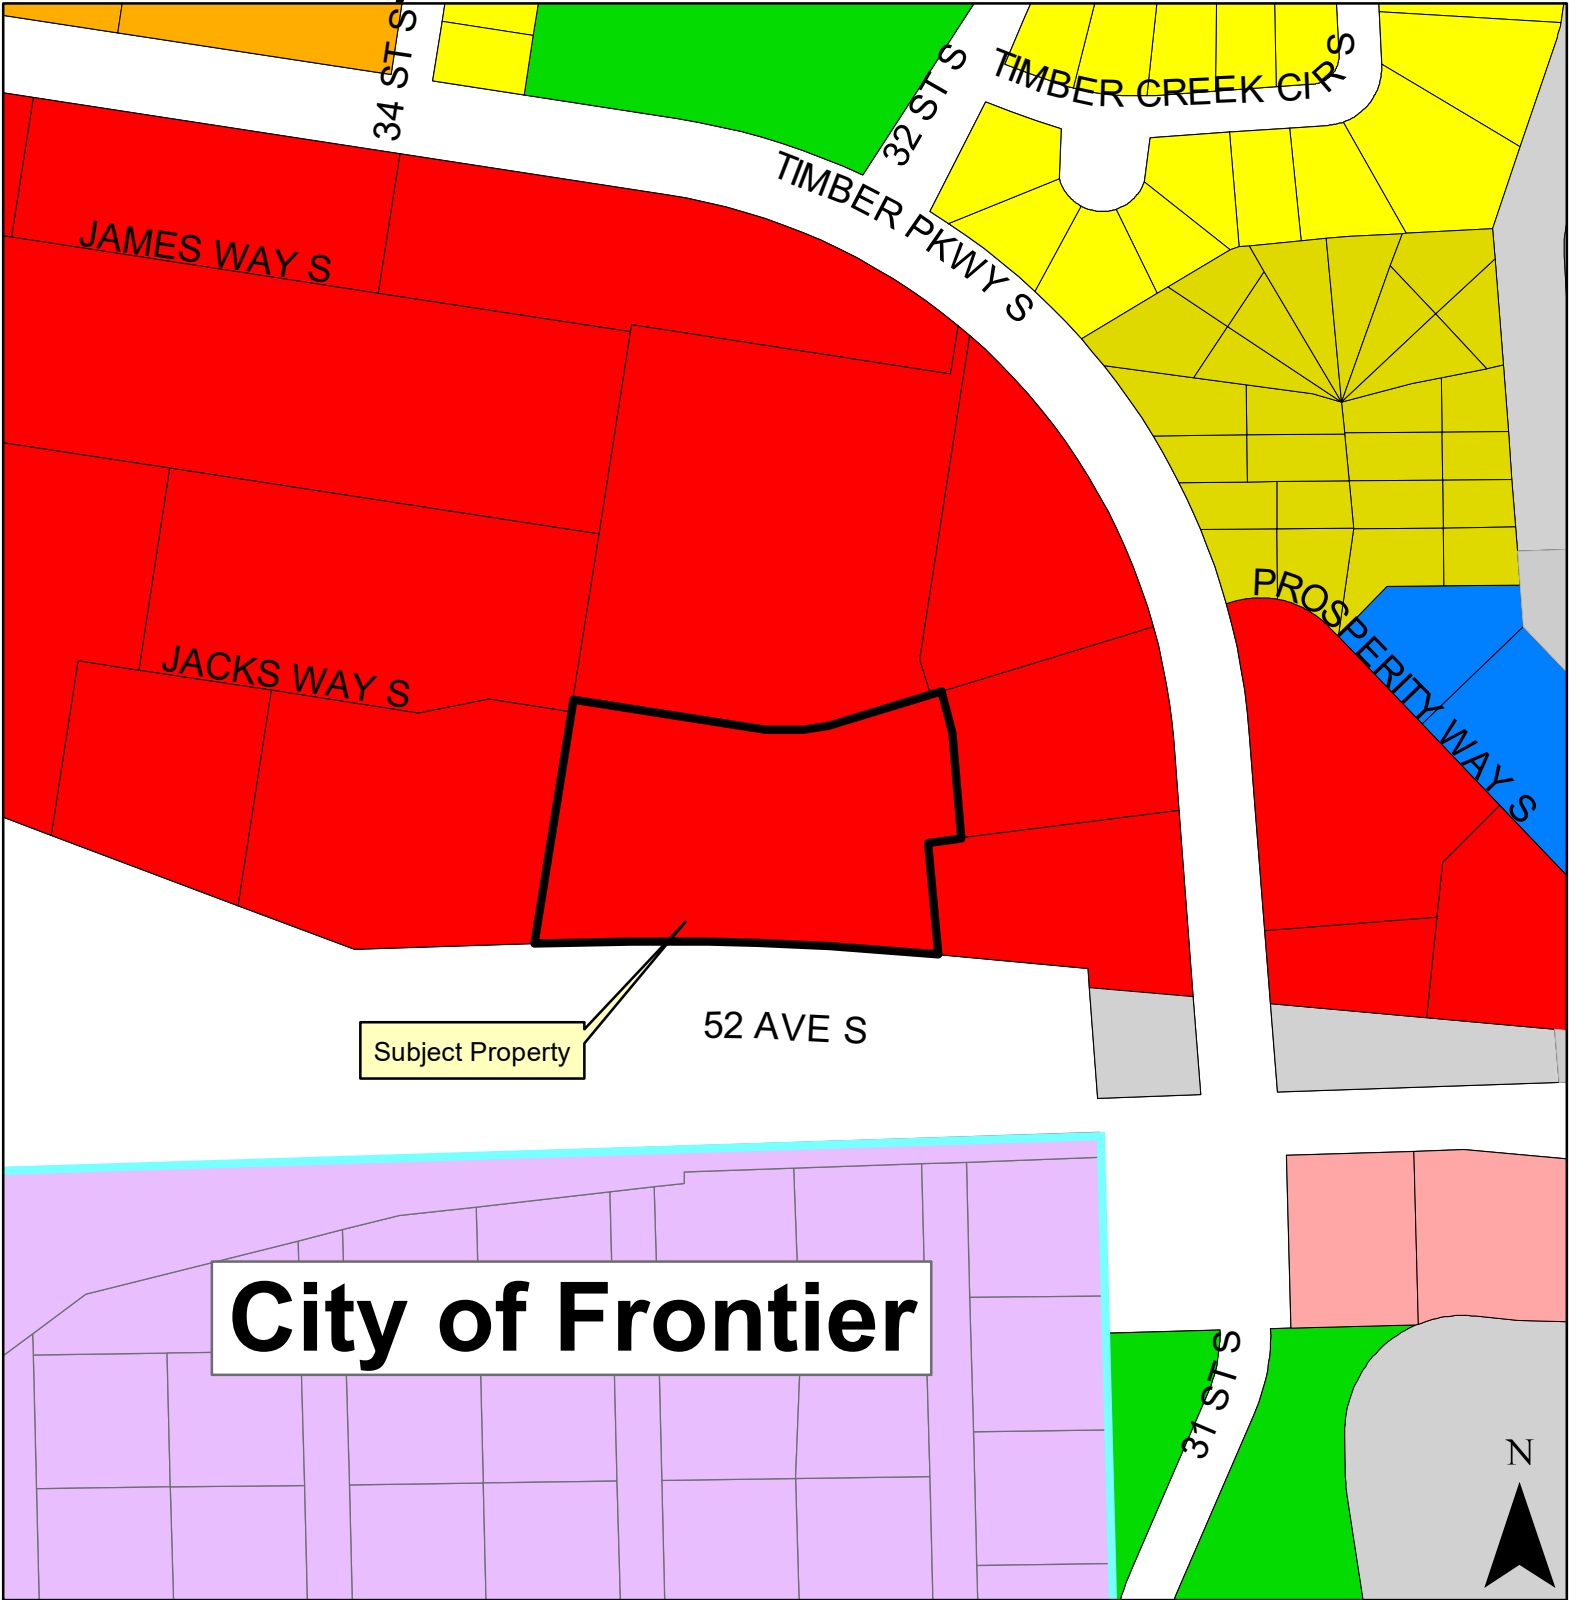 34 ST S
32 ST S
TIMBER CREEK CIR S
TIMBER PKWY S
JAMES WAY S
PROSPERITY WAY S
JACKS WAY S
52 AVE S
Subject Property
City of Frontier
31 ST S
N